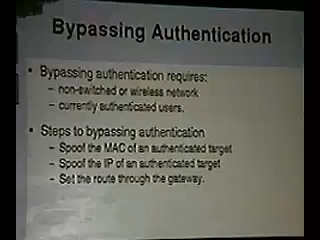 Bypassing Authentication
• Bypassing authentication requires:
– non-switched or wireless network
– currently authenticated users.
• Steps to bypassing authentication
– Spoof the MAC of an authenticated target
– Spoof the IP of an authenticated target
– Set the route through the gateway.